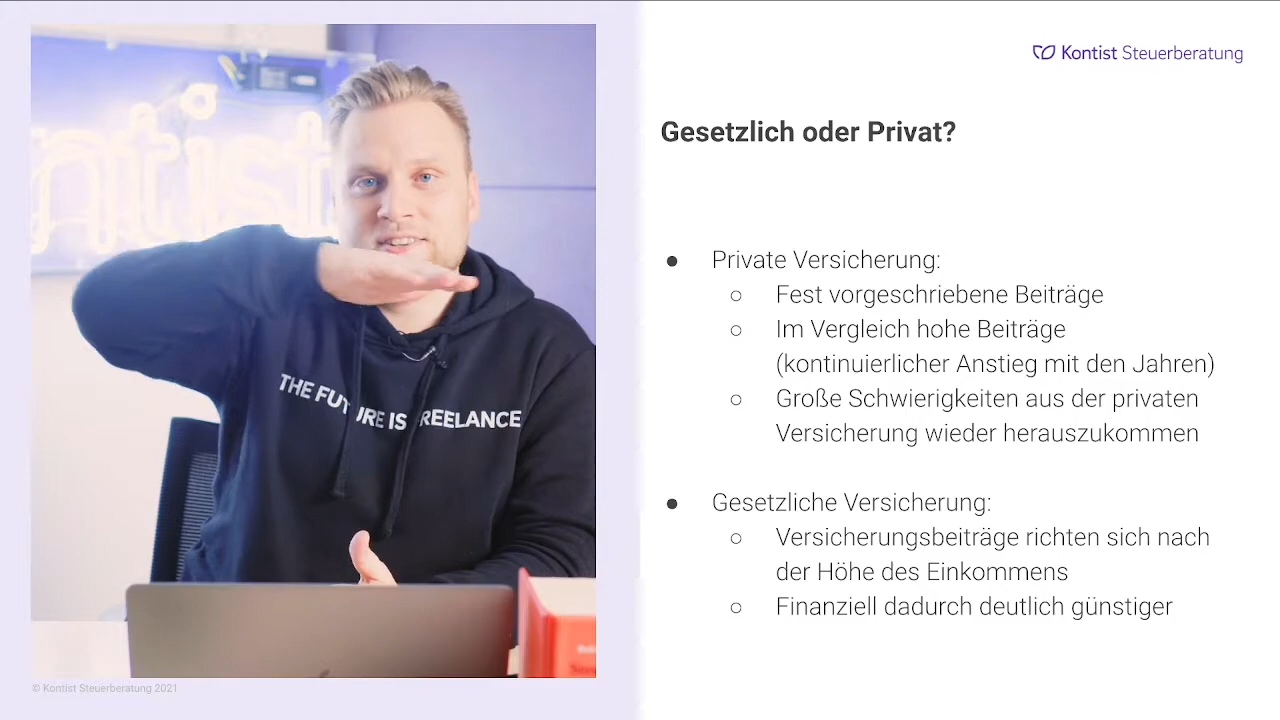 Kontist Steuerberatung
Gesetzlich oder Privat?
● Private Versicherung:
○ Fest vorgeschriebene Beiträge
○ Im Vergleich hohe Beiträge
(kontinuierlicher Anstieg mit den Jahren)
○ Große Schwierigkeiten aus der privaten
Versicherung wieder herauszukommen
● Gesetzliche Versicherung:
○ Versicherungsbeiträge richten sich nach
der Höhe des Einkommens
○ Finanziell dadurch deutlich günstiger
ntist
THE FUTURE IS FREELANCE
© Kontist Steuerberatung 2021